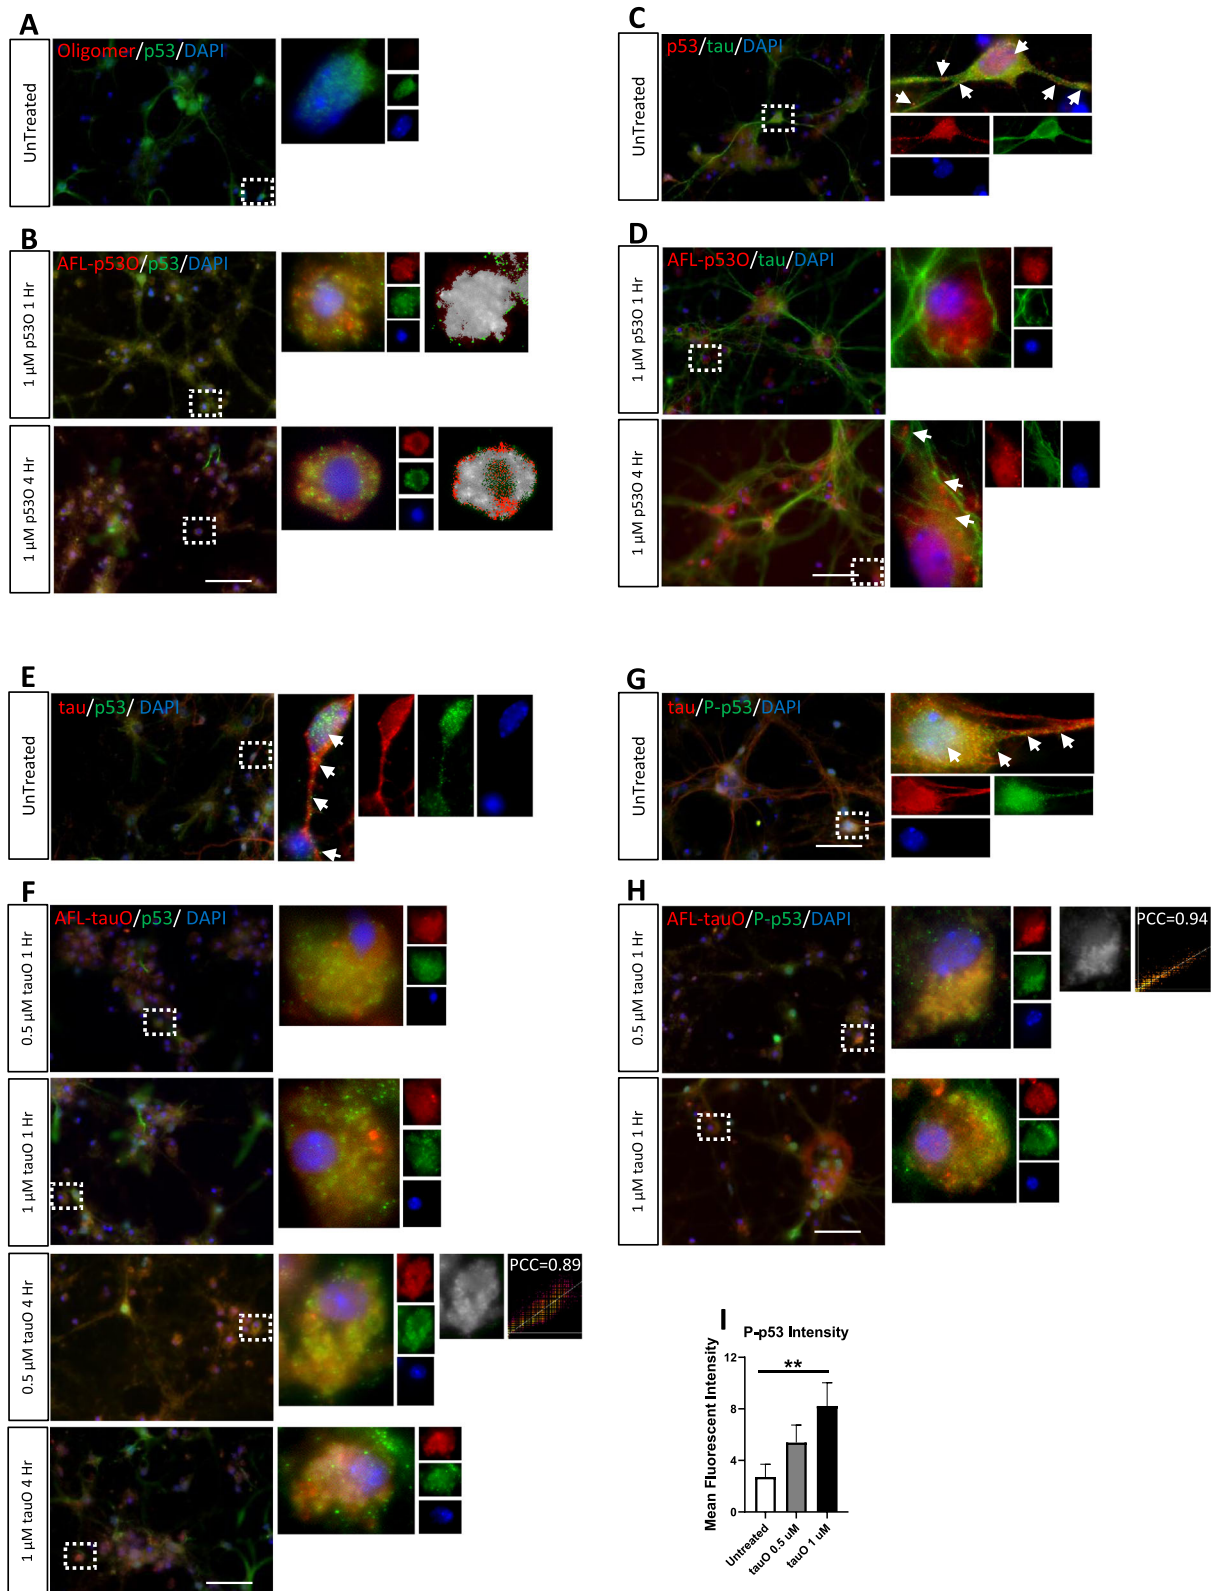 A
UnTreated
Oligomer/p53/DAPI
B
1 µM p53O 1 Hr
AFL-p53O/p53/DAPI
1 µM p53O 4 Hr
C
UnTreated
p53/tau/DAPI
D
1 µM p53O 1 Hr
AFL-p53O/tau/DAPI
1 µM p53O 4 Hr
E
UnTreated
tau/p53/ DAPI
F
0.5 µM tauO 1 Hr
AFL-tauO/p53/ DAPI
1 µM tauO 1 Hr
0.5 µM tauO 4 Hr
PCC=0.89
1 µM tauO 4 Hr
G
UnTreated
tau/P-p53/DAPI
H
0.5 µM tauO 1 Hr
AFL-tauO/P-p53/DAPI
PCC=0.94
1 µM tauO 1 Hr
I
P-p53 Intensity
Mean Fluorescent Intensity
12
8
4
0
**
Untreated
tauO 0.5 uM
tauO 1 uM